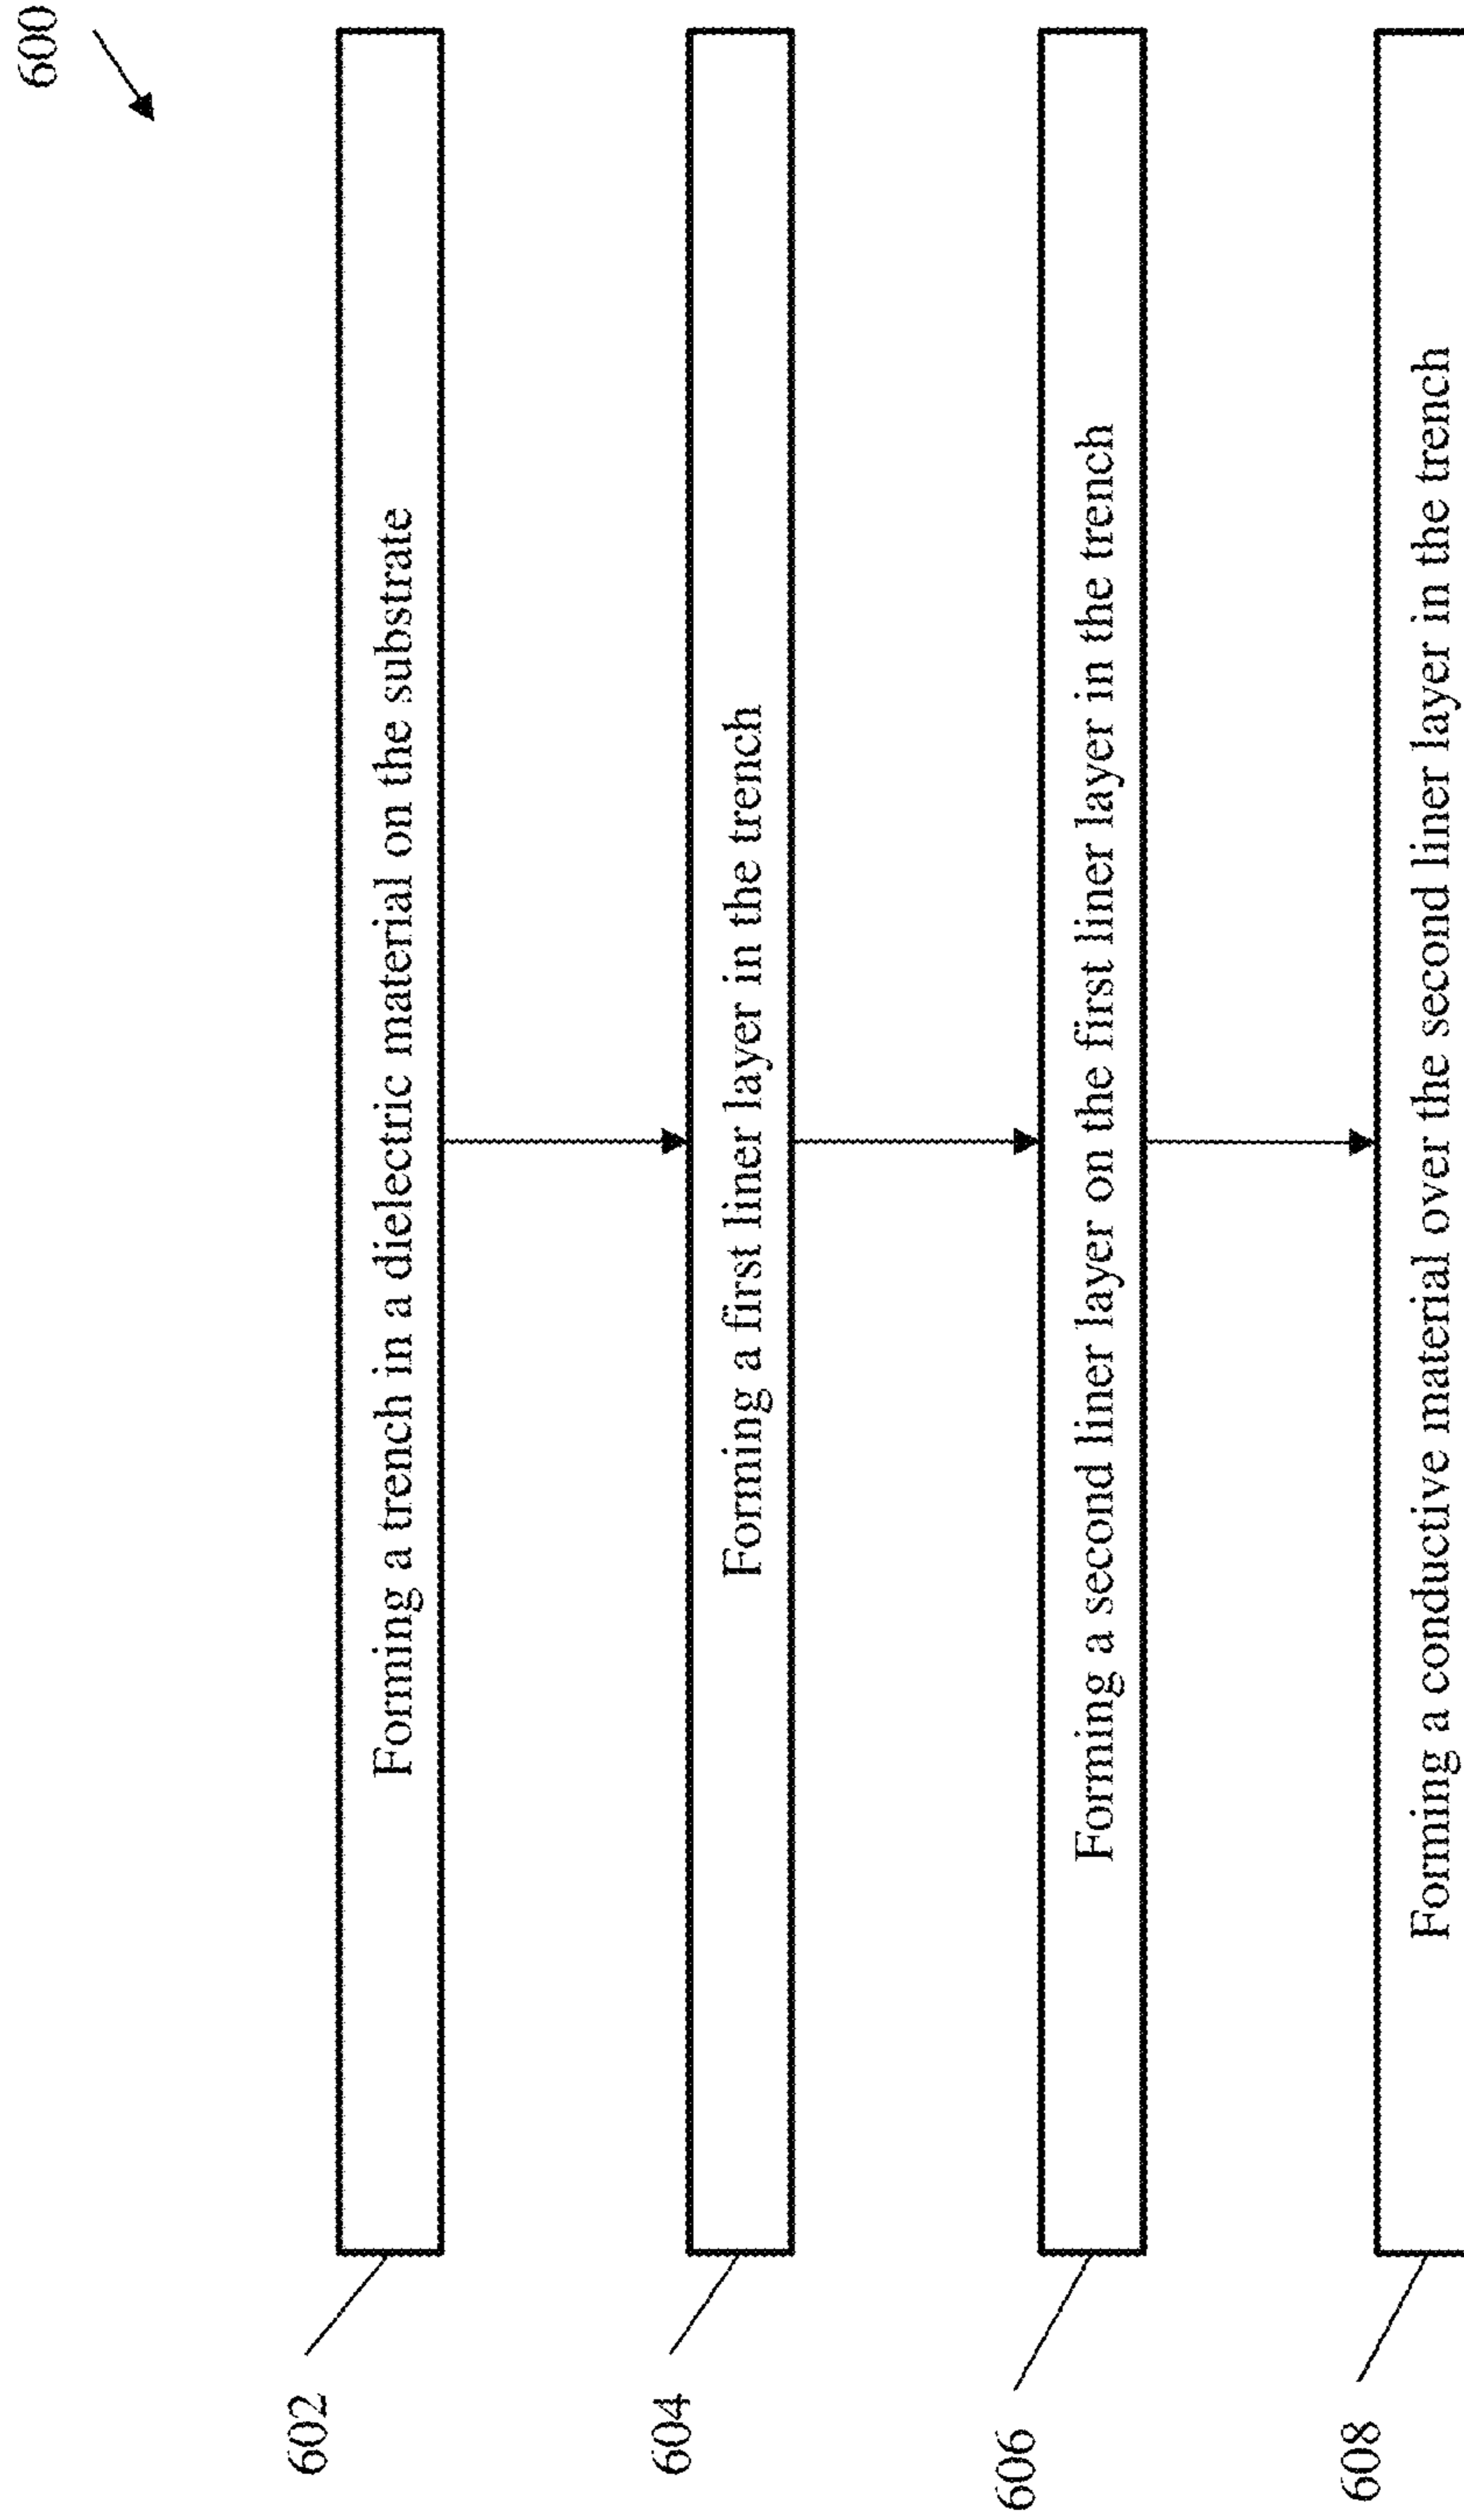 600
602
Forming a trench in a dielectric material on the substrate
604
Forming a first liner layer in the trench
606
Forming a second liner layer on the first liner layer in the trench
608
Forming a conductive material over the second liner layer in the trench